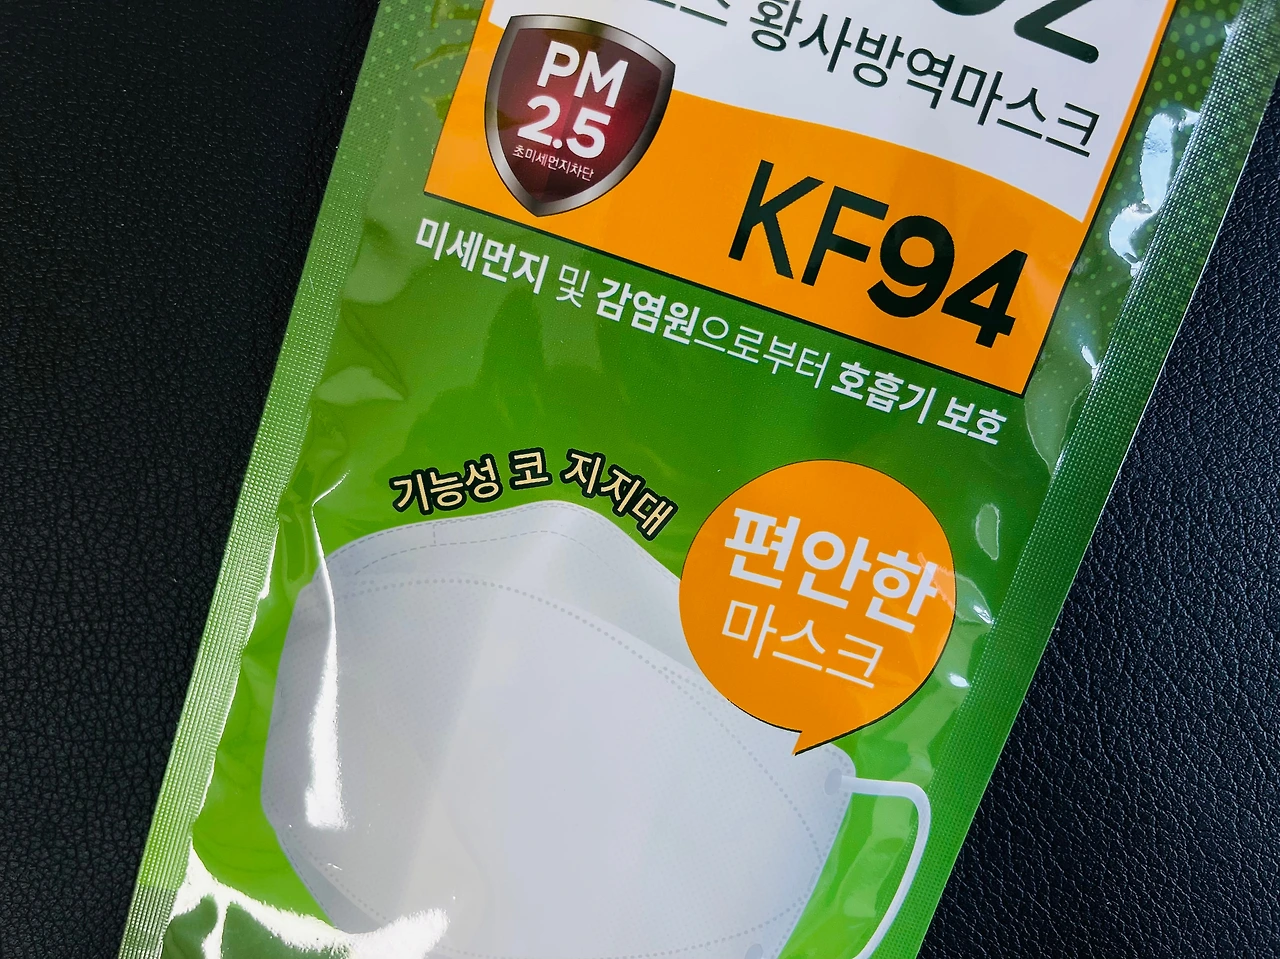 황사방역마스크
PM
2.5
초미세먼지차단
KF94
미세먼지 및 감염원으로부터 호흡기 보호
기능성 코 지지대
편안한
마스크